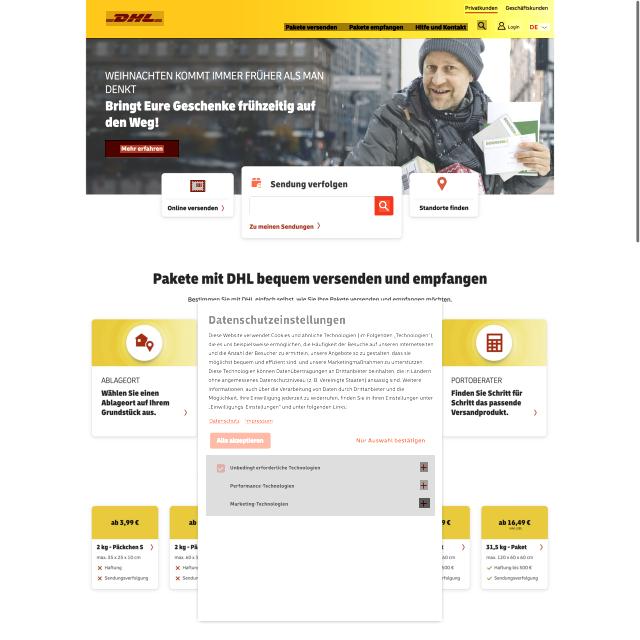 Privatkunden Geschäftskunden
DHL
Pakete versenden Pakete empfangen Hilfe und Kontakt Login DE
WEIHNACHTEN KOMMT IMMER FRÜHER ALS MAN
DENKT
Bringt Eure Geschenke frühzeitig auf
den Weg!
Mehr erfahren
Online versenden
Sendung verfolgen
Zu meinen Sendungen
Standorte finden
Pakete mit DHL bequem versenden und empfangen
Bestimmen Sie mit DHL einfach selbst, wie Sie Ihre Pakete versenden und empfangen möchten.
ABLAGEORT
Wählen Sie einen
Ablageort auf Ihrem
Grundstück aus.
Datenschutzeinstellungen
Diese Website verwendet Cookies und ähnliche Technologien (im Folgenden „Technologien“),
die es uns beispielsweise ermöglichen, die Häufigkeit der Besuche auf unseren Internetseiten
und die Anzahl der Besucher zu ermitteln, unsere Angebote so zu gestalten, dass sie
möglichst bequem und effizient sind, und unsere Marketingmaßnahmen zu unterstützen.
Diese Technologien können Datenübertragungen an Drittanbieter beinhalten, die in Ländern
ohne angemessenes Datenschutzniveau (z. B. Vereinigte Staaten) ansässig sind. Weitere
Informationen, auch über die Verarbeitung von Daten durch Drittanbieter und die
Möglichkeit, Ihre Einwilligung jederzeit zu widerrufen, finden Sie in Ihren Einstellungen unter
„Einwilligungs-Einstellungen“ und unter folgenden Links:
Datenschutz Impressum
Alle akzeptieren
Nur Auswahl bestätigen
Unbedingt erforderliche Technologien
Performance-Technologien
Marketing-Technologien
PORTOBERATER
Finden Sie Schritt für
Schritt das passende
Versandprodukt.
ab 3,99 €
2 kg - Päckchen S
max. 35 x 25 x 10 cm
Haftung
Sendungsverfolgung
ab
2 kg - Pä
max. 60 x
Haftung
9 €
ab 16,49 €
31,5 kg - Paket
max. 120 x 60 x 60 cm
Haftung bis 500 €
Sendungsverfolgung